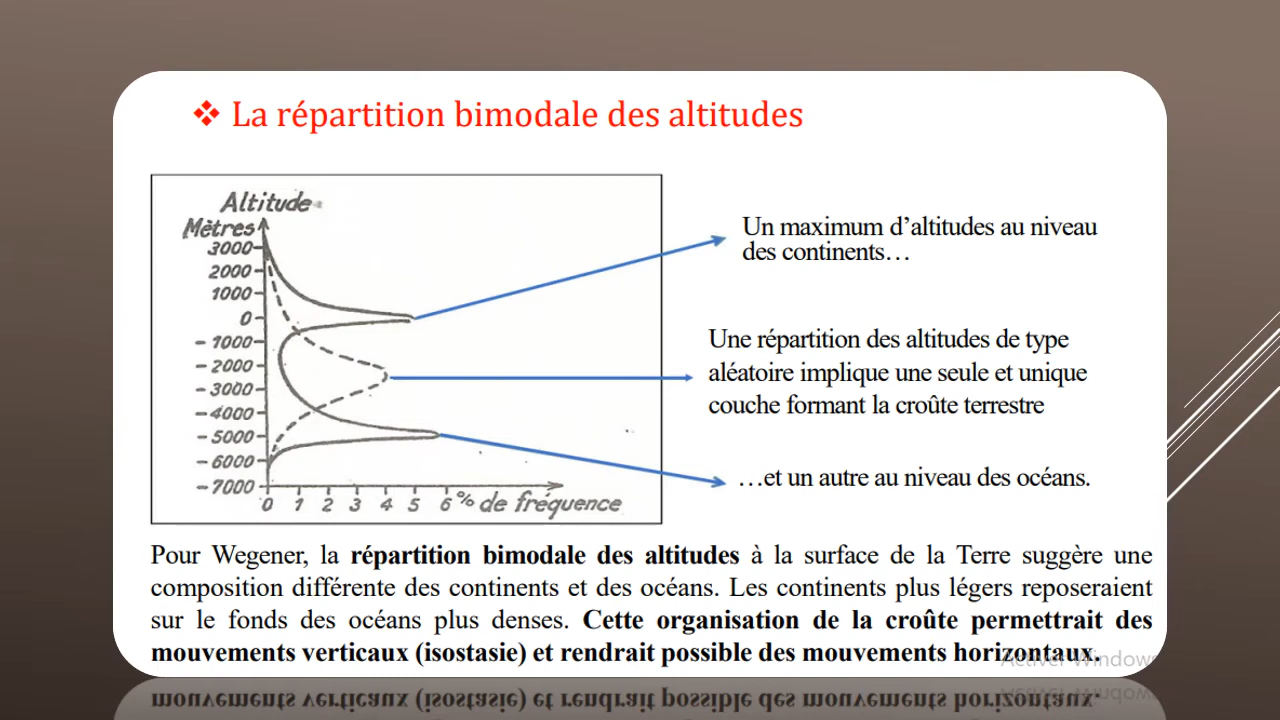 ❖ La répartition bimodale des altitudes
Altitude
Mètres
3000
2000
1000
0
- 1000
- 2000
- 3000
- 4000
- 5000
- 6000
- 7000
0 1 2 3 4 5 6 % de fréquence
Un maximum d’altitudes au niveau
des continents…
Une répartition des altitudes de type
aléatoire implique une seule et unique
couche formant la croûte terrestre
…et un autre au niveau des océans.
Pour Wegener, la répartition bimodale des altitudes à la surface de la Terre suggère une
composition différente des continents et des océans. Les continents plus légers reposeraient
sur le fonds des océans plus denses. Cette organisation de la croûte permettrait des
mouvements verticaux (isostasie) et rendrait possible des mouvements horizontaux.
Activer Windows